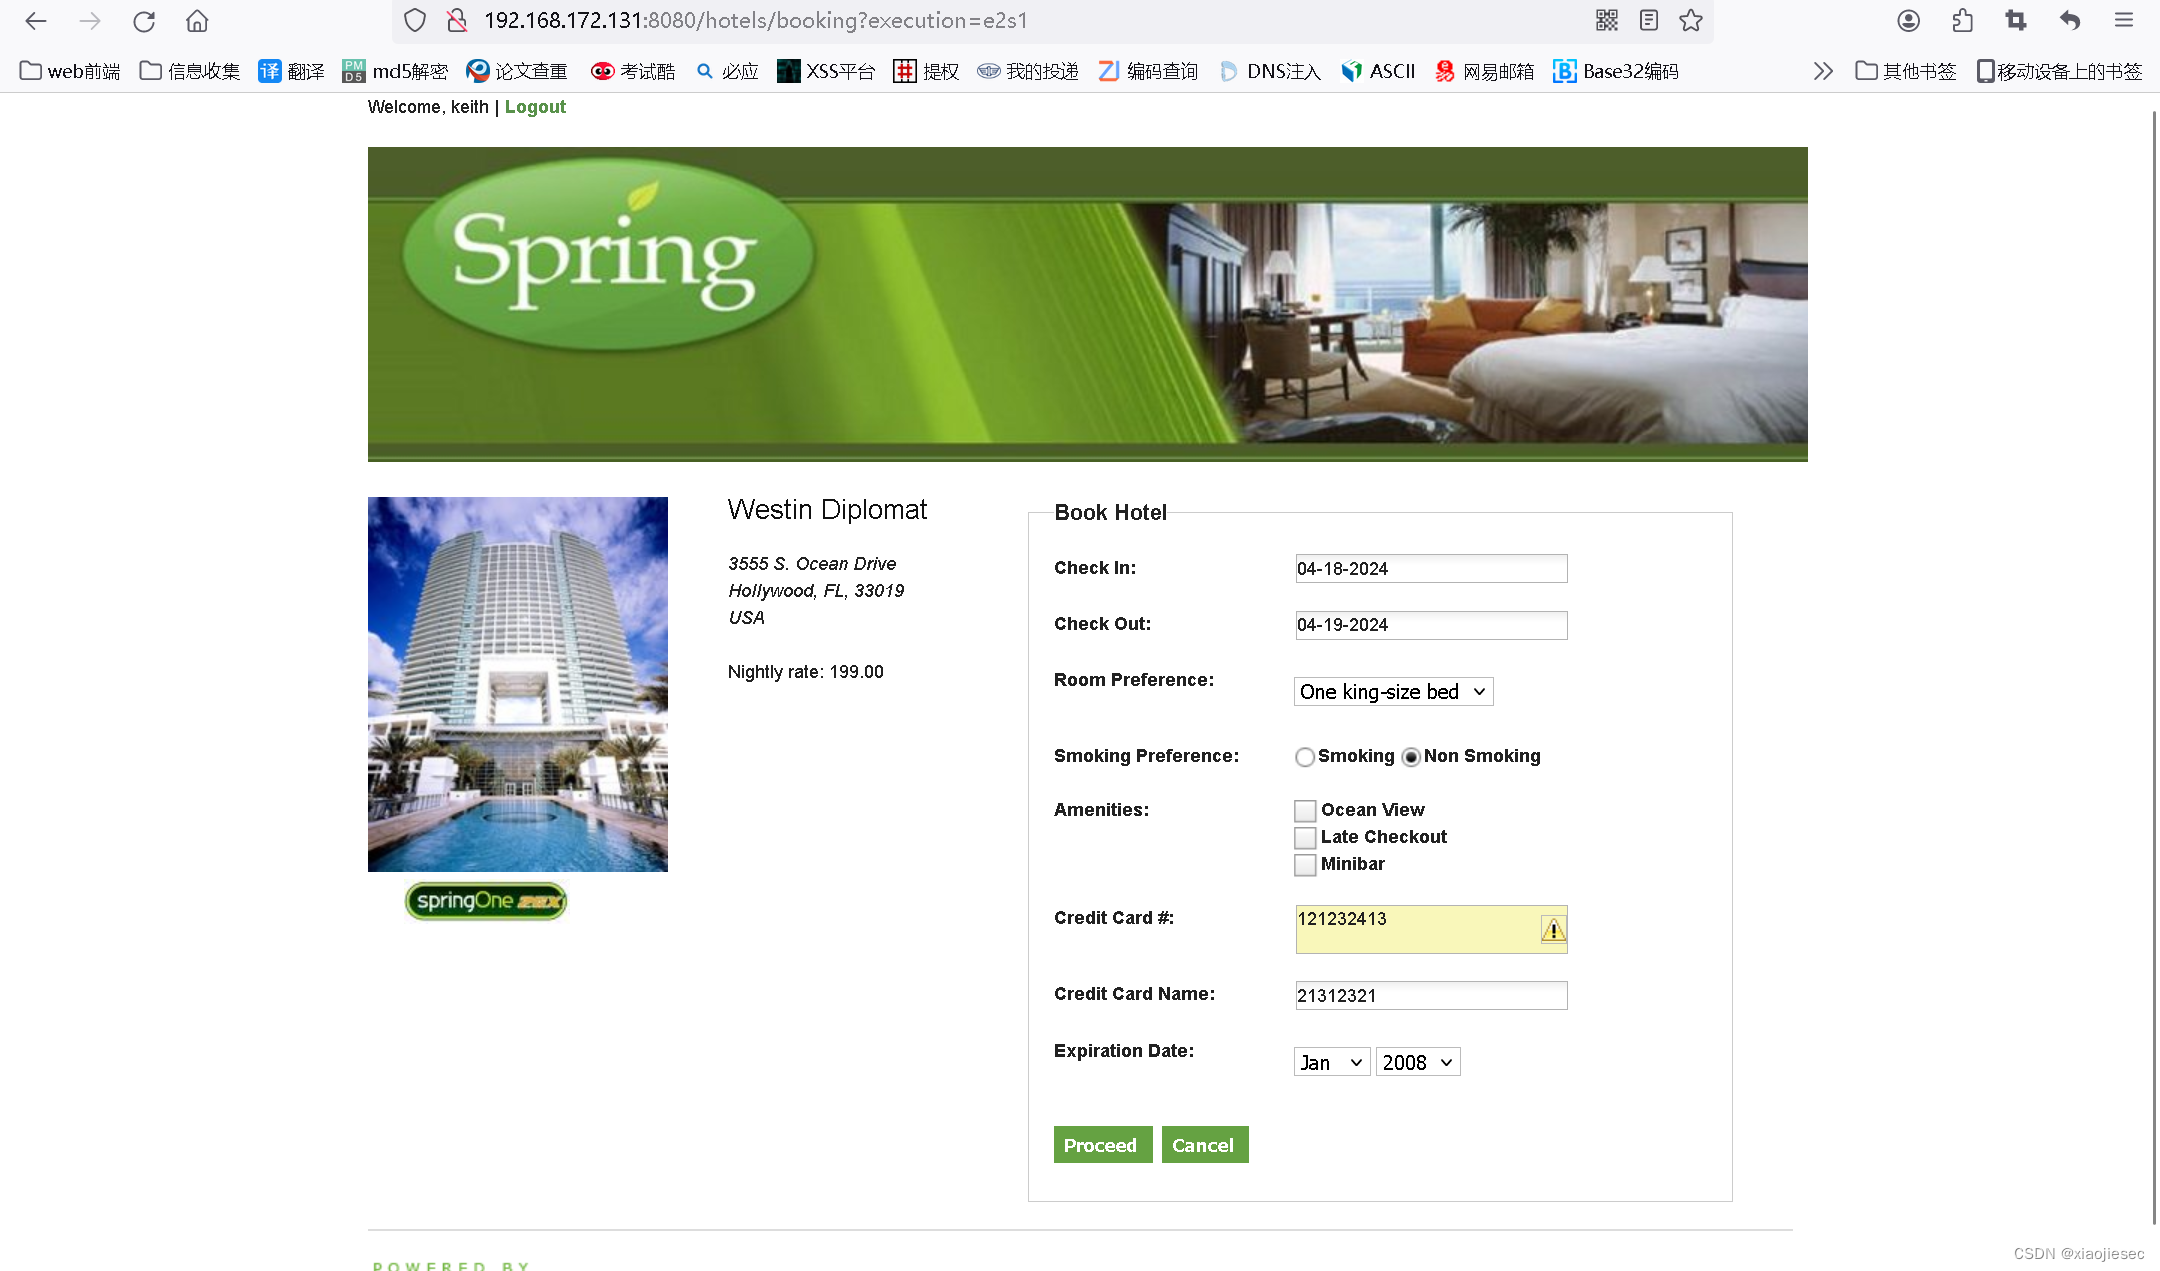 192.168.172.131:8080/hotels/booking?execution=e2s1
web前端 信息收集 译 翻译 PM D5 md5解密 论文查重 考试酷 必应 XSS平台 提权 我的投递 编码查询 DNS注入 ASCII 网易邮箱 Base32编码 其他书签 移动设备上的书签
Welcome, keith | Logout
Spring
Westin Diplomat
3555 S. Ocean Drive
Hollywood, FL, 33019
USA
Nightly rate: 199.00
springOne 2GX
Book Hotel
Check In: 04-18-2024
Check Out: 04-19-2024
Room Preference: One king-size bed
Smoking Preference: Smoking Non Smoking
Amenities: Ocean View
Late Checkout
Minibar
Credit Card #: 121232413
Credit Card Name: 21312321
Expiration Date: Jan 2008
Proceed Cancel
POWERED BY
CSDN @xiaojiesec